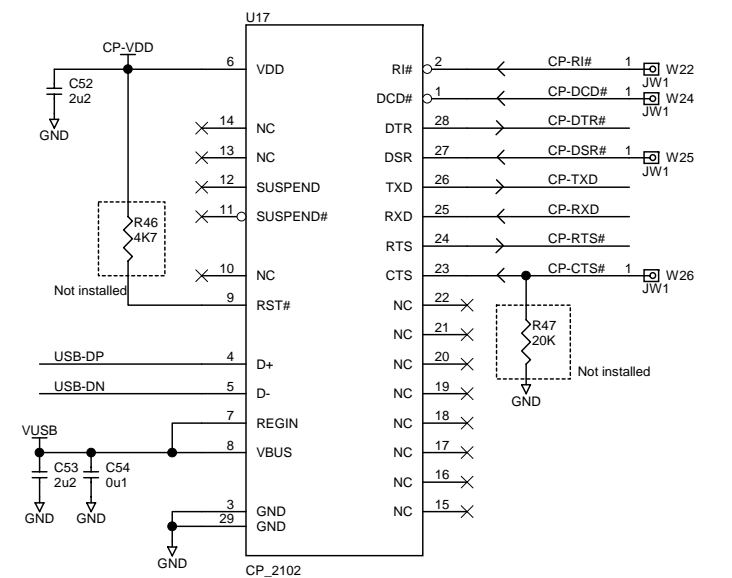 U17
CP-VDD
6 VDD
C52
2u2
GND
14 NC
13 NC
12 SUSPEND
11 SUSPEND#
R46
4K7
Not installed
10 NC
9 RST#
USB-DP 4 D+
USB-DN 5 D-
7 REGIN
VUSB
8 VBUS
C53
2u2
C54
0u1
GND
GND
3 GND
29 GND
GND
CP_2102
RI# 2 CP-RI# 1 W22
JW1
DCD# 1 CP-DCD# 1 W24
JW1
DTR 28 CP-DTR#
DSR 27 CP-DSR# 1 W25
JW1
TXD 26 CP-TXD
RXD 25 CP-RXD
RTS 24 CP-RTS#
CTS 23 CP-CTS# 1 W26
JW1
NC 22
NC 21
NC 20
NC 19
NC 18
NC 17
NC 16
NC 15
R47
20K
Not installed
GND